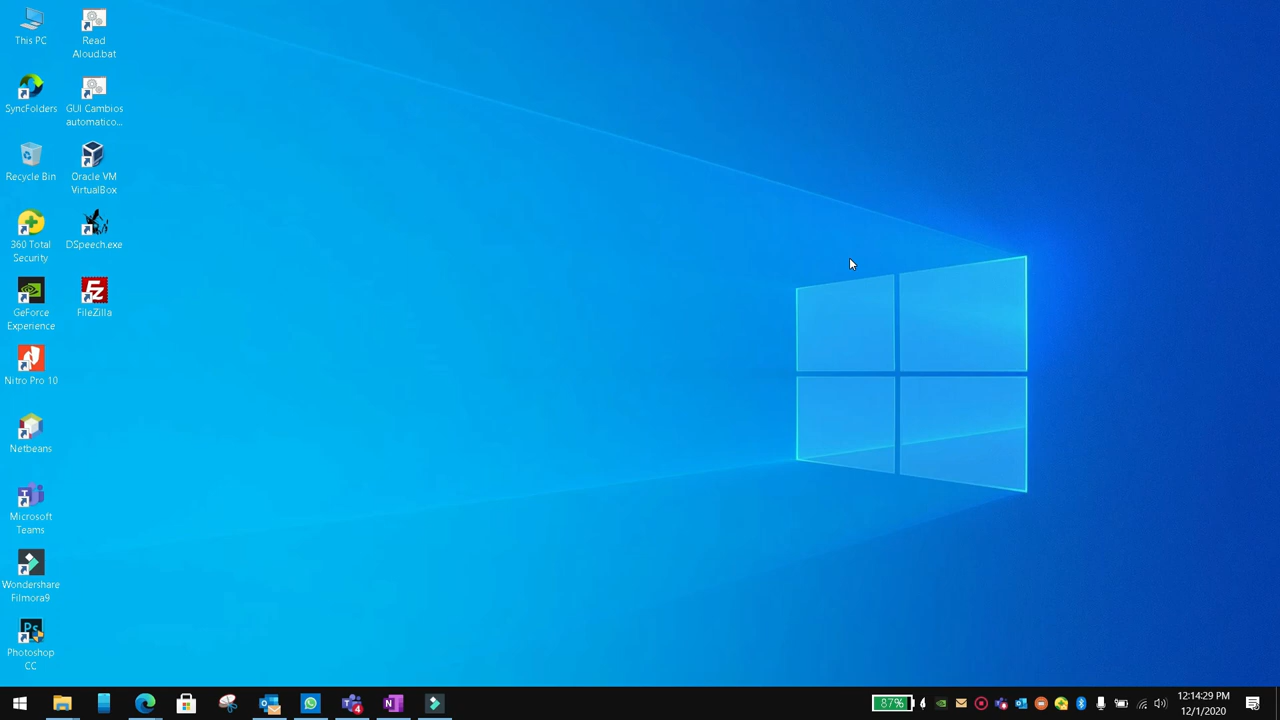 This PC
Read
Aloud.bat
SyncFolders
GUI Cambios
automatico...
Recycle Bin
Oracle VM
VirtualBox
360 Total
Security
DSpeech.exe
GeForce
Experience
FileZilla
Nitro Pro 10
Netbeans
Microsoft
Teams
Wondershare
Filmora9
Ps
Photoshop
CC
4
N
87%
12:14:29 PM
12/1/2020